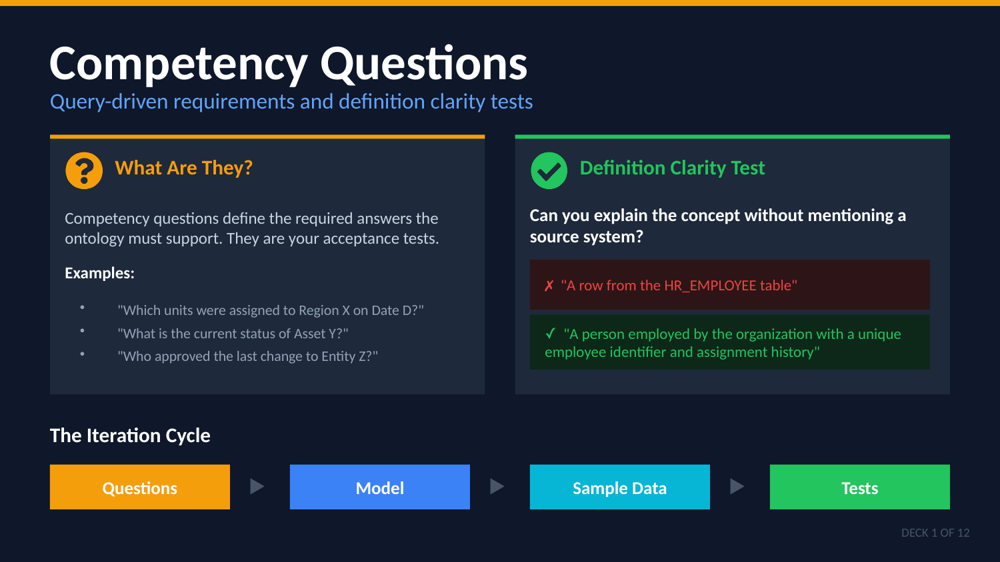 Competency Questions
Query-driven requirements and definition clarity tests
What Are They?
Competency questions define the required answers the
ontology must support. They are your acceptance tests.
Examples:
• "Which units were assigned to Region X on Date D?"
• "What is the current status of Asset Y?"
• "Who approved the last change to Entity Z?"
Definition Clarity Test
Can you explain the concept without mentioning a
source system?
✗ "A row from the HR_EMPLOYEE table"
✓ "A person employed by the organization with a unique
employee identifier and assignment history"
The Iteration Cycle
Questions
Model
Sample Data
Tests
DECK 1 OF 12